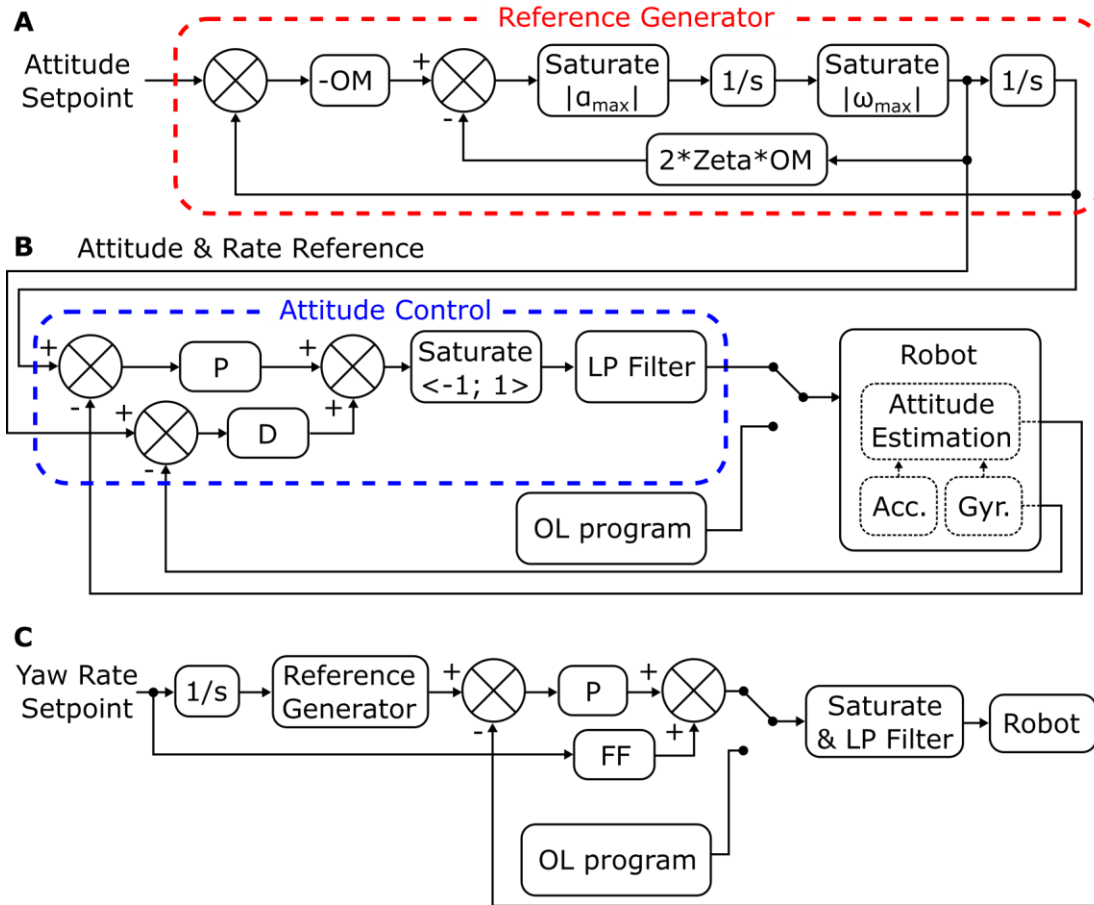 A
Reference Generator
Attitude
Setpoint
-OM
+
-
Saturate
|α_max|
1/s
Saturate
|ω_max|
1/s
2*Zeta*OM
B
Attitude & Rate Reference
Attitude Control
+
-
P
+
+
Saturate
<-1; 1>
LP Filter
+
-
D
Robot
Attitude
Estimation
Acc.
Gyr.
OL program
C
Yaw Rate
Setpoint
1/s
Reference
Generator
+
-
P
+
+
FF
Saturate
& LP Filter
Robot
OL program